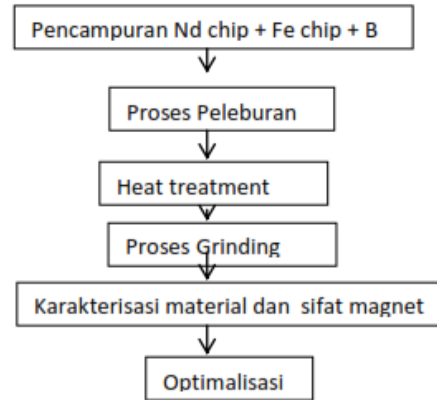 Pencampuran Nd chip + Fe chip + B
Proses Peleburan
Heat treatment
Proses Grinding
Karakterisasi material dan sifat magnet
Optimalisasi